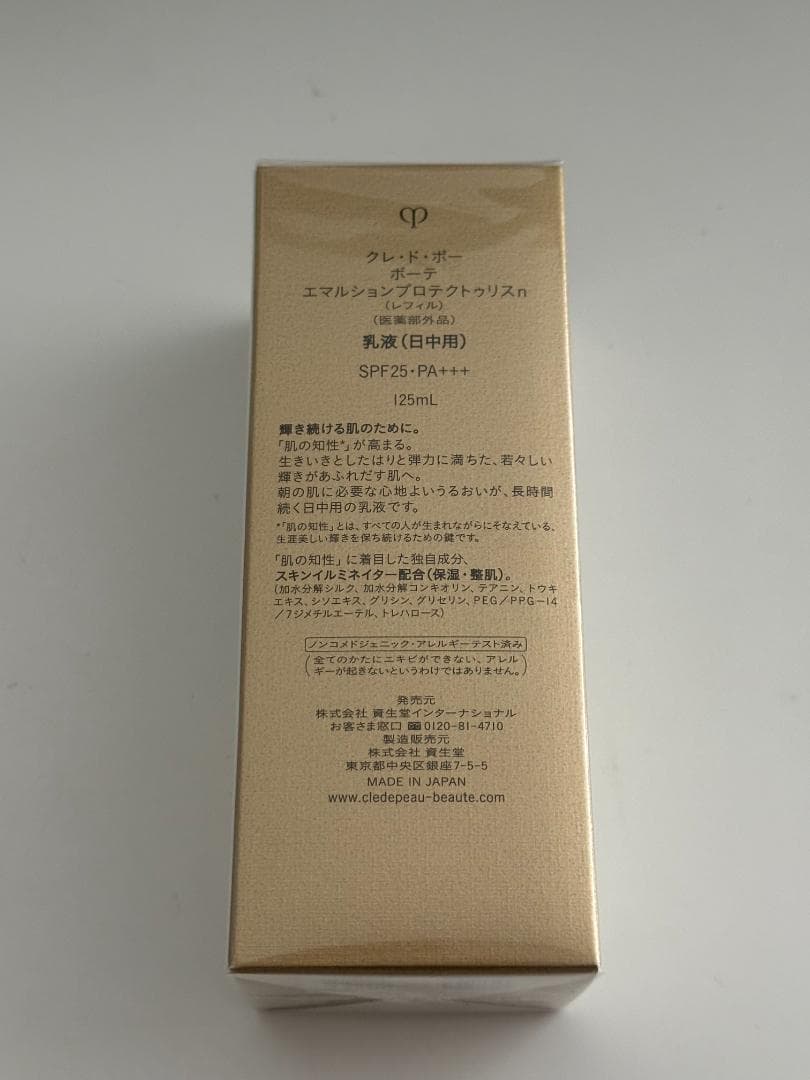 クレ・ド・ポー
ボーテ
エマルションプロテクトゥリスn
（レフィル）
（医薬部外品）
乳液（日中用）
SPF25・PA+++
125mL
輝き続ける肌のために。
「肌の知性*」が高まる。
生きいきとしたはりと弾力に満ちた、若々しい
輝きがあふれだす肌へ。
朝の肌に必要な心地よいうるおいが、長時間
続く日中用の乳液です。
*「肌の知性」とは、すべての人が生まれながらにそなえている、
生涯美しい輝きを保ち続けるための鍵です。
「肌の知性」に着目した独自成分、
スキンイルミネイター配合（保湿・整肌）。
（加水分解シルク、加水分解コンキオリン、テアニン、トウキ
エキス、シソエキス、グリシン、グリセリン、PEG／PPG－14
／7ジメチルエーテル、トレハロース）
ノンコメドジェニック・アレルギーテスト済み
（全てのかたにニキビができない、アレル
ギーが起きないというわけではありません。）
発売元
株式会社 資生堂インターナショナル
お客さま窓口 0120-81-4710
製造販売元
株式会社 資生堂
東京都中央区銀座7-5-5
MADE IN JAPAN
www.cledepeau-beaute.com